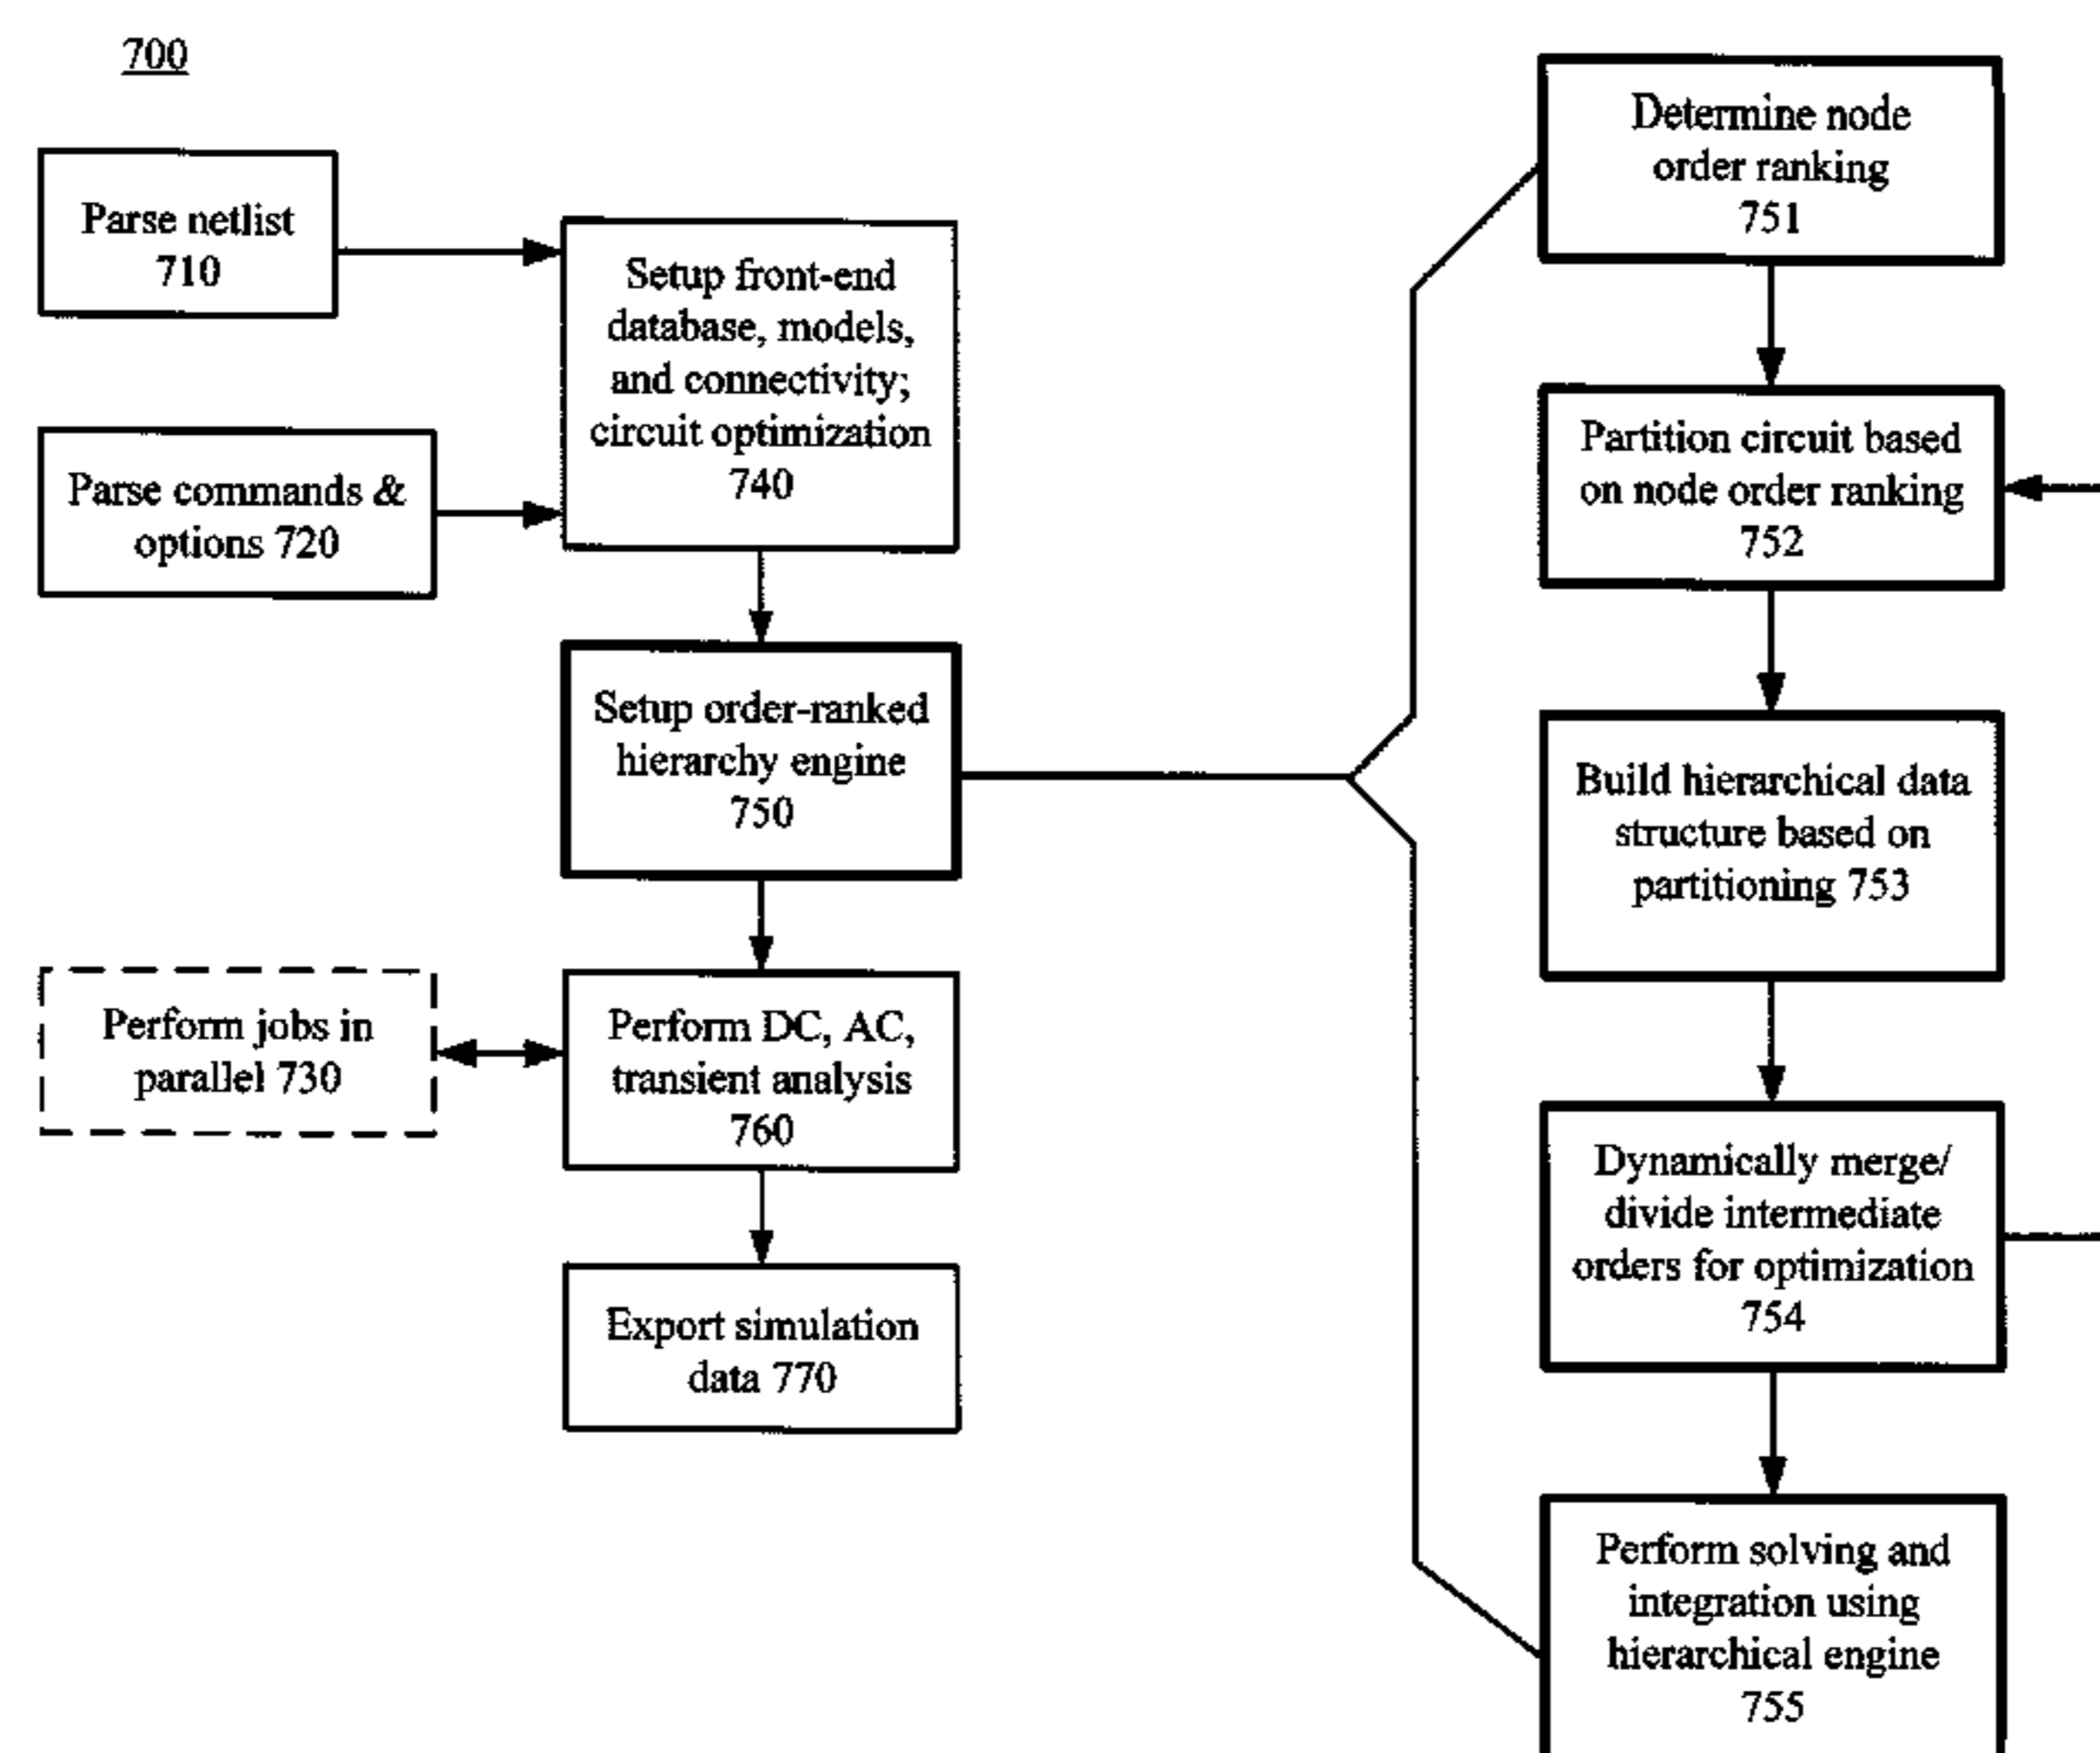 700
Parse netlist
710
Parse commands &
options 720
Setup front-end
database, models,
and connectivity;
circuit optimization
740
Setup order-ranked
hierarchy engine
750
Perform jobs in
parallel 730
Perform DC, AC,
transient analysis
760
Export simulation
data 770
Determine node
order ranking
751
Partition circuit based
on node order ranking
752
Build hierarchical data
structure based on
partitioning 753
Dynamically merge/
divide intermediate
orders for optimization
754
Perform solving and
integration using
hierarchical engine
755